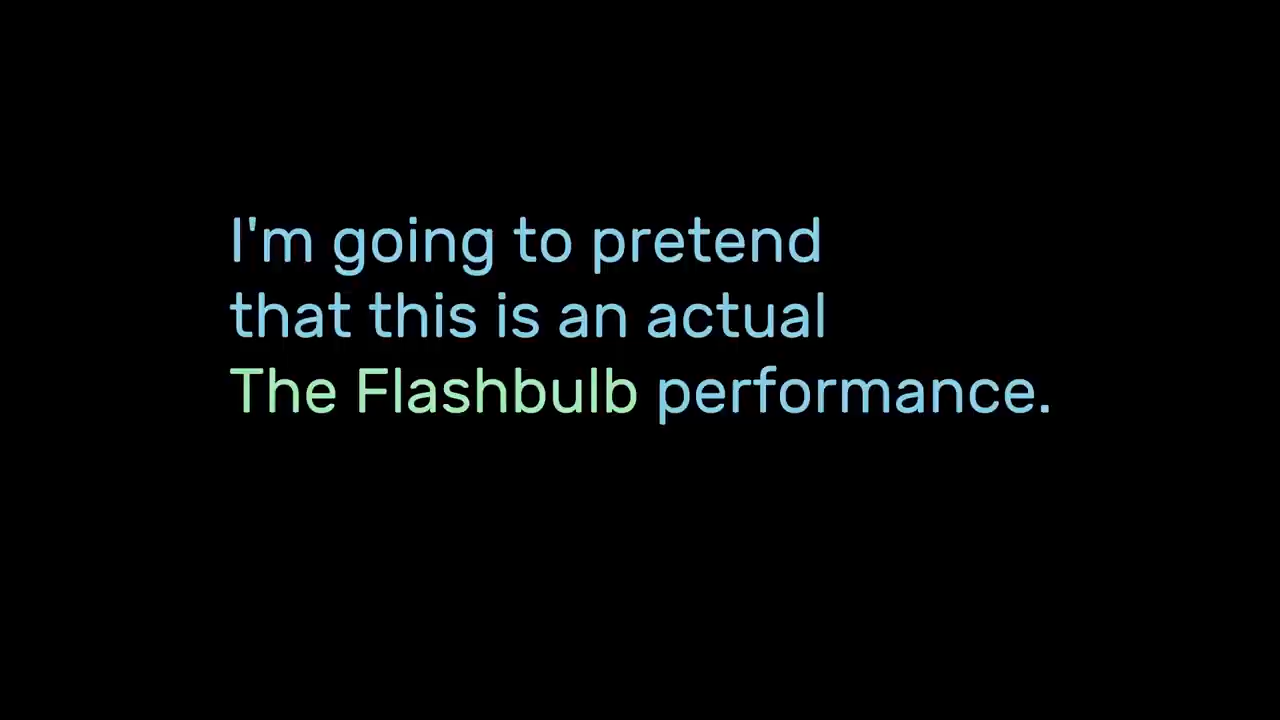 I'm going to pretend
that this is an actual
The Flashbulb performance.